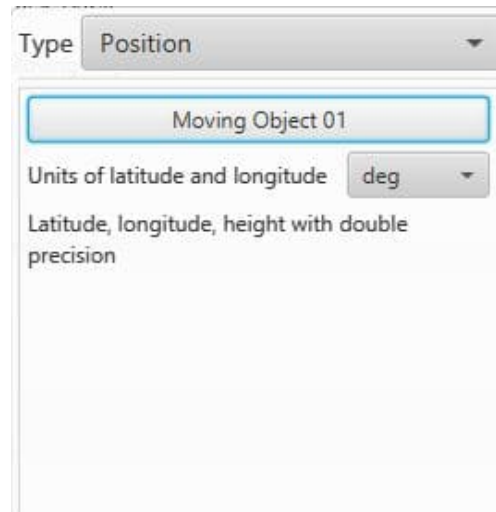 Type Position
Moving Object 01
Units of latitude and longitude deg
Latitude, longitude, height with double
precision